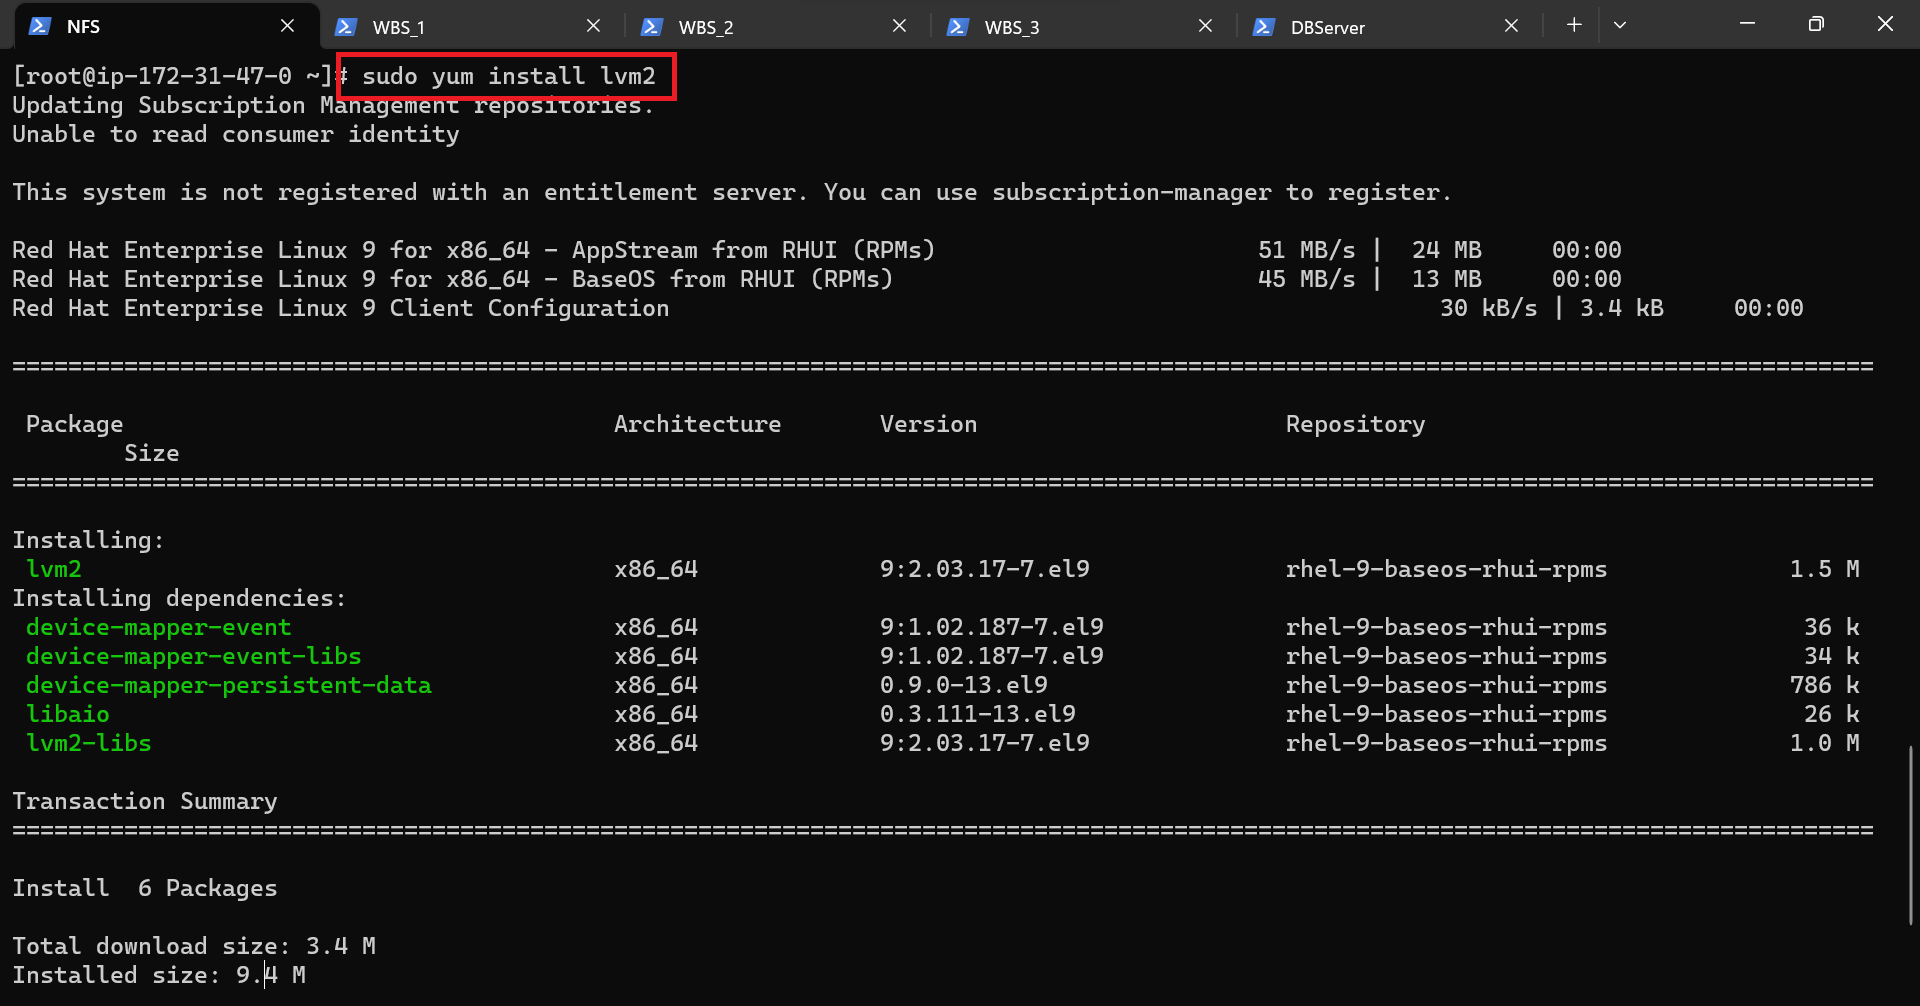 NFS WBS_1 WBS_2 WBS_3 DBServer
[root@ip-172-31-47-0 ~]# sudo yum install lvm2
Updating Subscription Management repositories.
Unable to read consumer identity
This system is not registered with an entitlement server. You can use subscription-manager to register.
Red Hat Enterprise Linux 9 for x86_64 - AppStream from RHUI (RPMs) 51 MB/s | 24 MB 00:00
Red Hat Enterprise Linux 9 for x86_64 - BaseOS from RHUI (RPMs) 45 MB/s | 13 MB 00:00
Red Hat Enterprise Linux 9 Client Configuration 30 kB/s | 3.4 kB 00:00
=====================================================================================================================================
Package Architecture Version Repository
Size
=====================================================================================================================================
Installing:
lvm2 x86_64 9:2.03.17-7.el9 rhel-9-baseos-rhui-rpms 1.5 M
Installing dependencies:
device-mapper-event x86_64 9:1.02.187-7.el9 rhel-9-baseos-rhui-rpms 36 k
device-mapper-event-libs x86_64 9:1.02.187-7.el9 rhel-9-baseos-rhui-rpms 34 k
device-mapper-persistent-data x86_64 0.9.0-13.el9 rhel-9-baseos-rhui-rpms 786 k
libaio x86_64 0.3.111-13.el9 rhel-9-baseos-rhui-rpms 26 k
lvm2-libs x86_64 9:2.03.17-7.el9 rhel-9-baseos-rhui-rpms 1.0 M
Transaction Summary
=====================================================================================================================================
Install 6 Packages
Total download size: 3.4 M
Installed size: 9.4 M